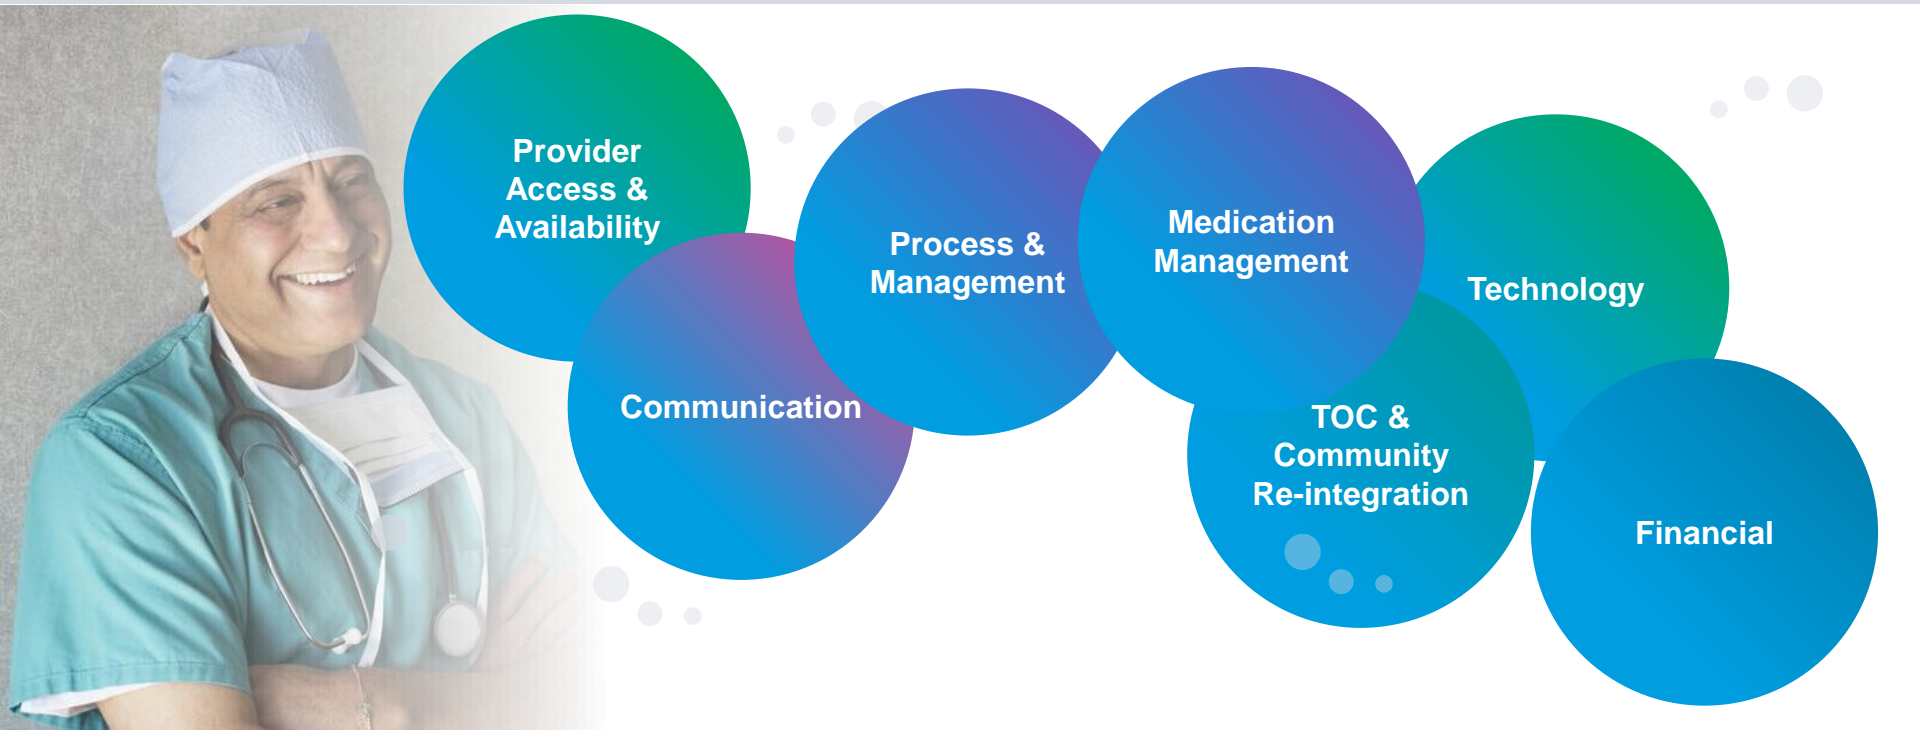 Provider
Access &
Availability
Communication
Process &
Management
Medication
Management
TOC &
Community
Re-integration
Technology
Financial